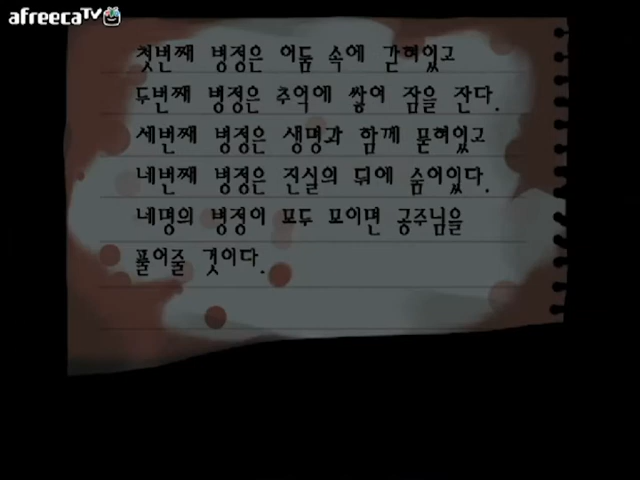 afreecaTV
첫번째 병정은 어둠 속에 갇혀있고
두번째 병정은 추억에 쌓여 잠을 잔다.
세번째 병정은 생명과 함께 묻혀있고
네번째 병정은 진실의 뒤에 숨어있다.
네명의 병정이 모두 모이면 공주님을
풀어줄 것이다.